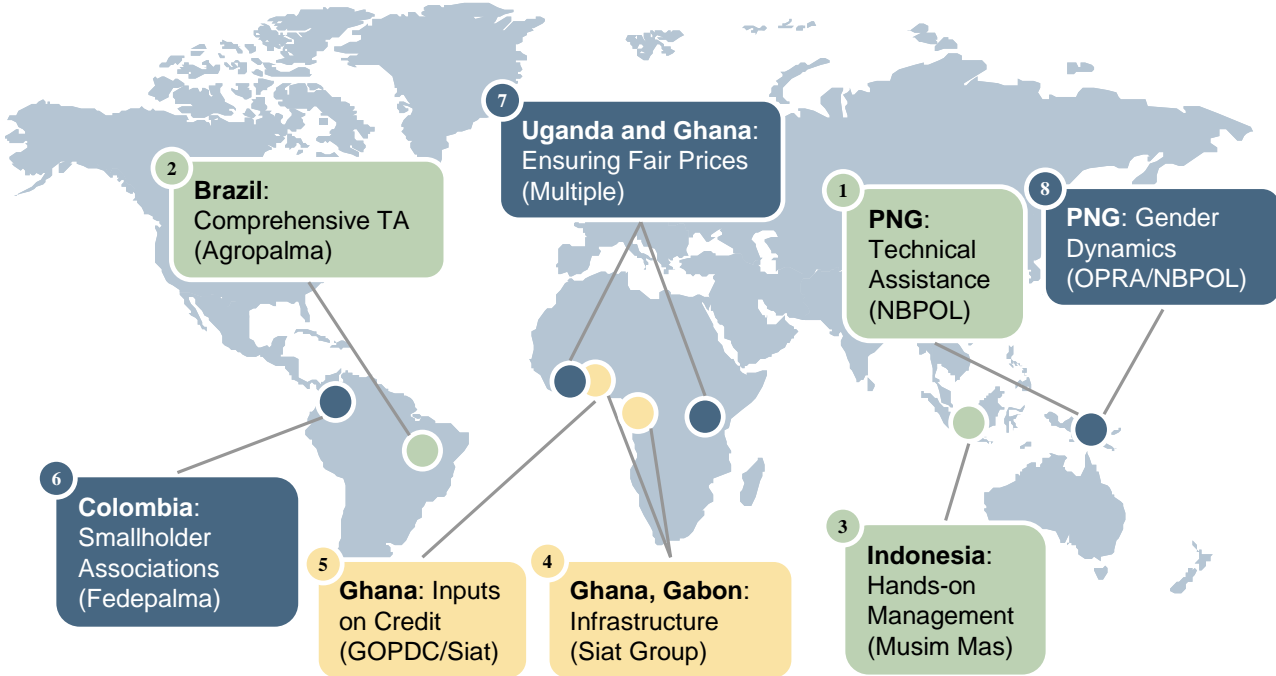 7
Uganda and Ghana:
Ensuring Fair Prices
(Multiple)
2
Brazil:
Comprehensive TA
(Agropalma)
1
PNG:
Technical
Assistance
(NBPOL)
8
PNG: Gender
Dynamics
(OPRA/NBPOL)
6
Colombia:
Smallholder
Associations
(Fedepalma)
5
Ghana: Inputs
on Credit
(GOPDC/Siat)
4
Ghana, Gabon:
Infrastructure
(Siat Group)
3
Indonesia:
Hands-on
Management
(Musim Mas)